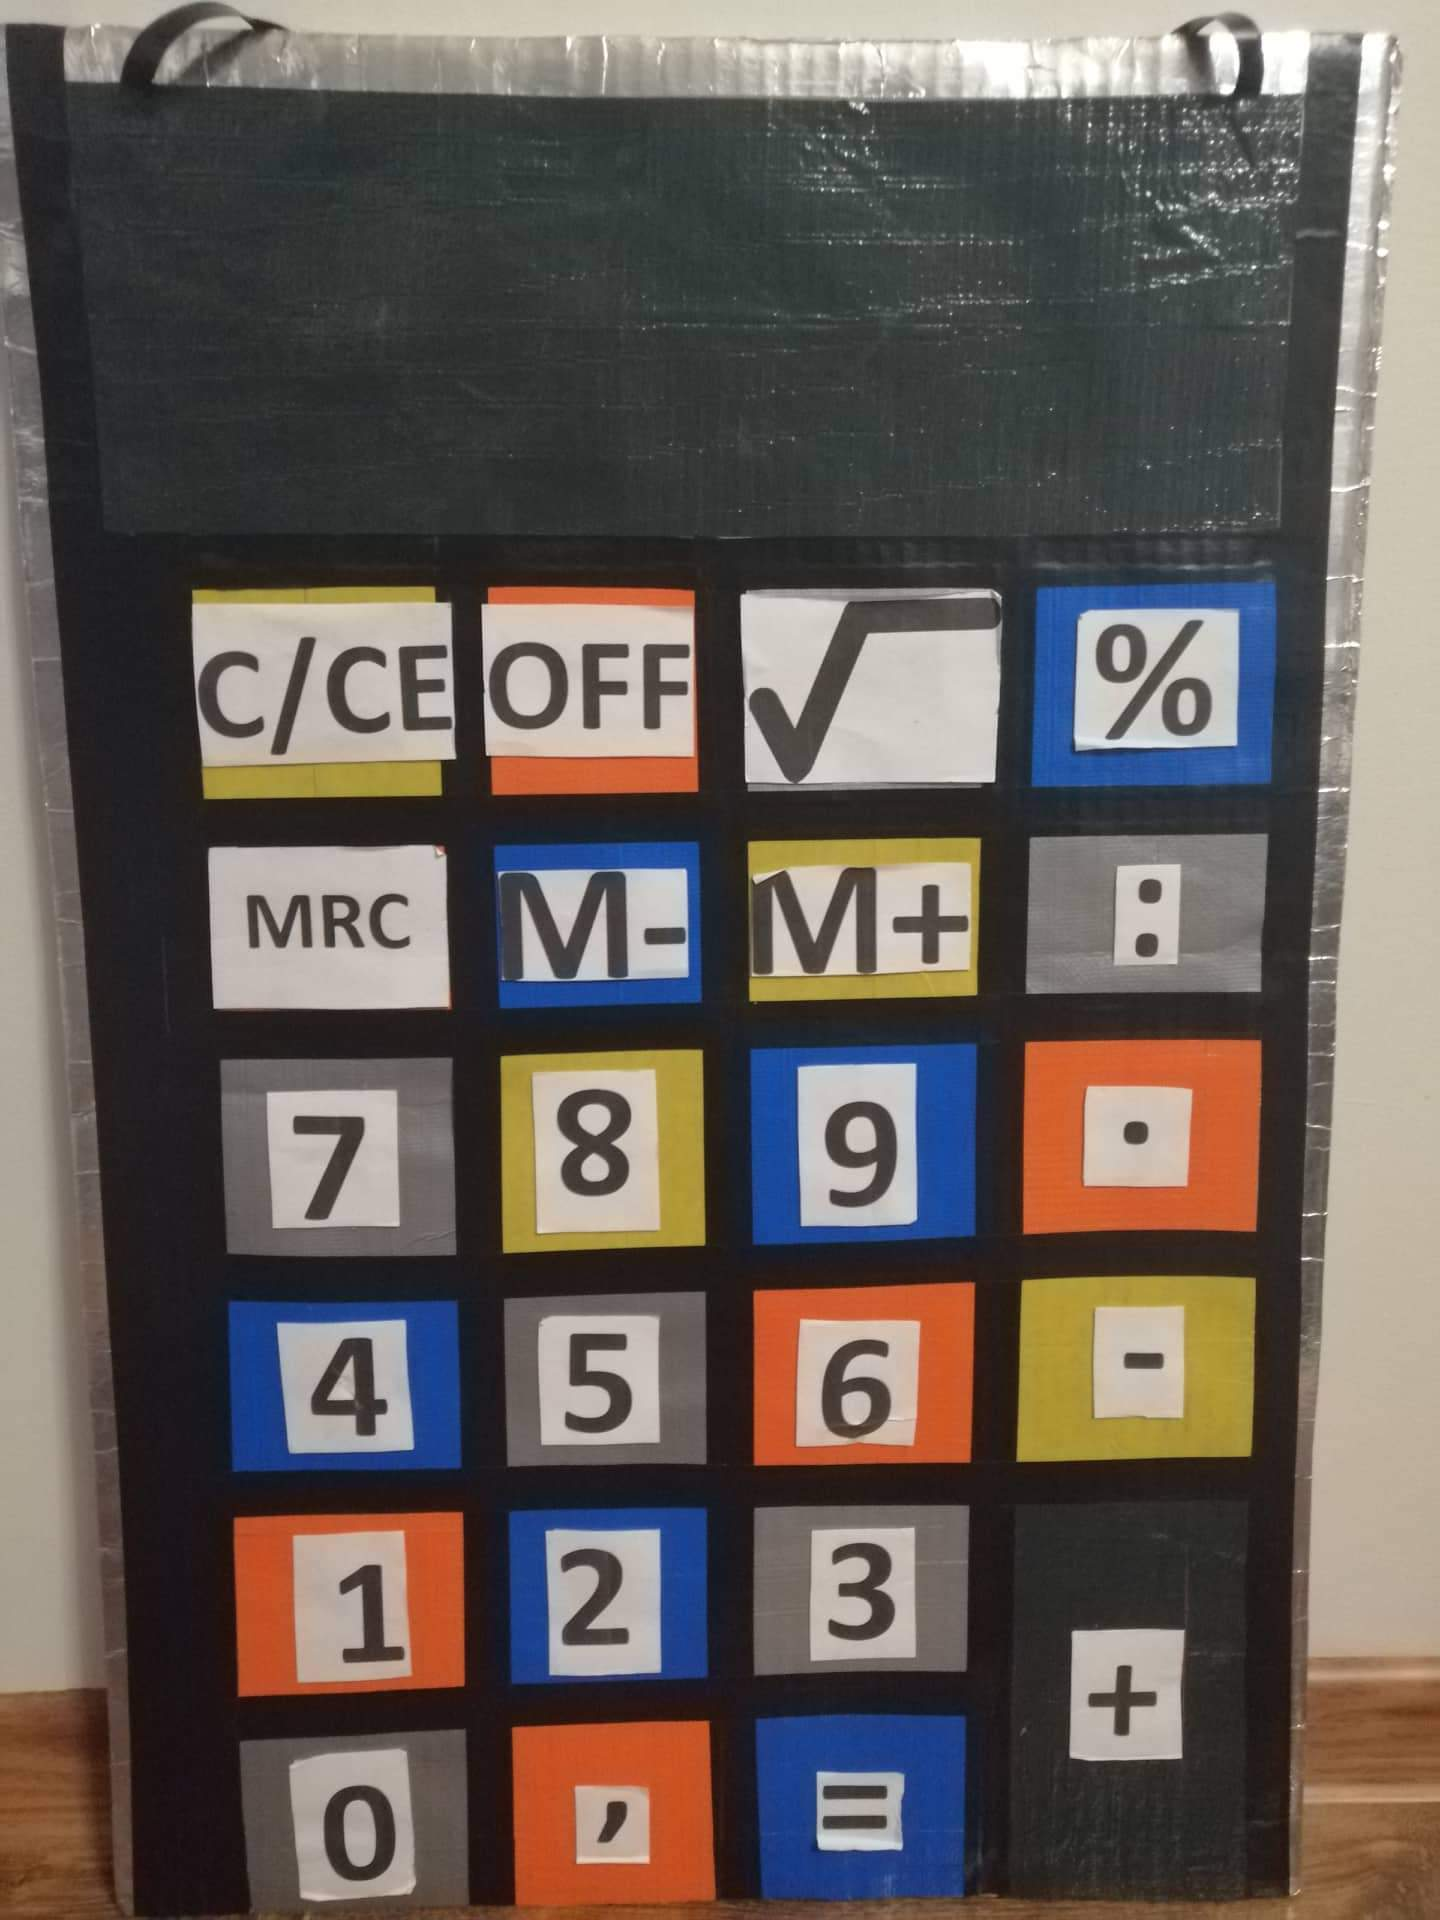 C/CE OFF √ %
MRC M- M+ :
7 8 9 ·
4 5 6 -
1 2 3 +
0 , =